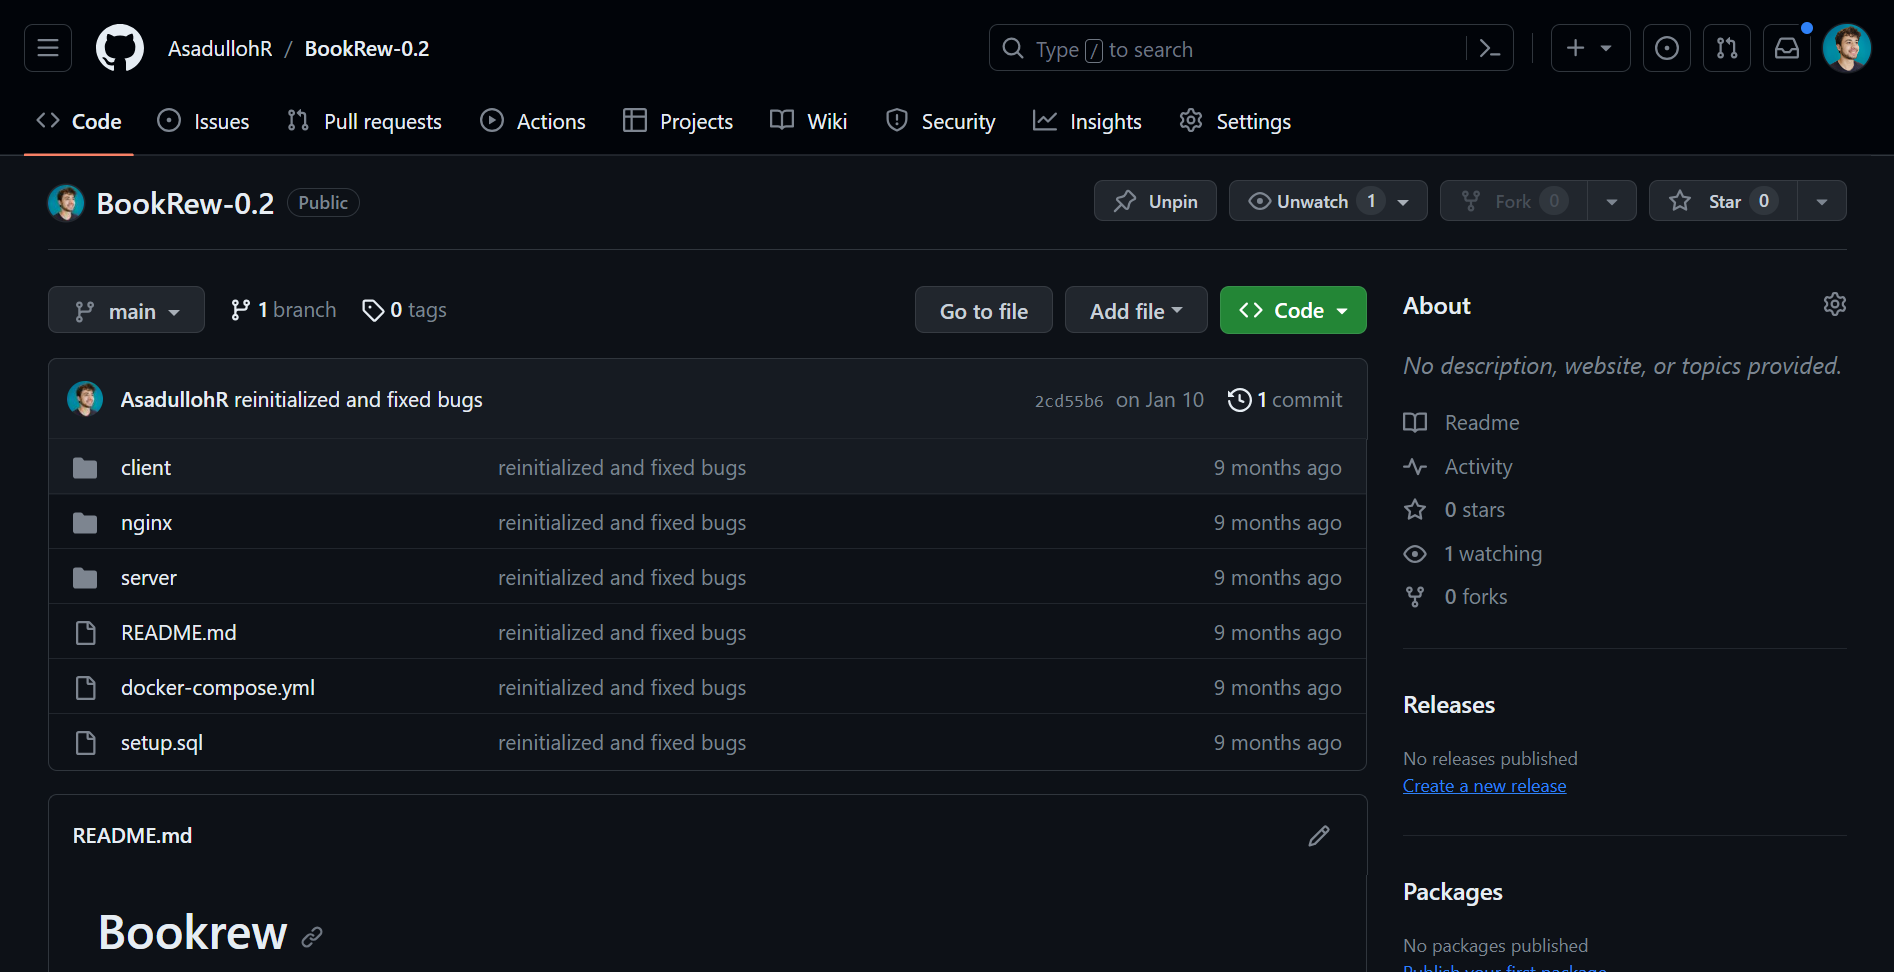 AsadullohR / BookRew-0.2
Type / to search
Code Issues Pull requests Actions Projects Wiki Security Insights Settings
BookRew-0.2 Public
Unpin Unwatch 1 Fork 0 Star 0
main 1 branch 0 tags
Go to file Add file Code
AsadullohR reinitialized and fixed bugs 2cd55b6 on Jan 10 1 commit
client reinitialized and fixed bugs 9 months ago
nginx reinitialized and fixed bugs 9 months ago
server reinitialized and fixed bugs 9 months ago
README.md reinitialized and fixed bugs 9 months ago
docker-compose.yml reinitialized and fixed bugs 9 months ago
setup.sql reinitialized and fixed bugs 9 months ago
README.md
Bookrew
About
No description, website, or topics provided.
Readme
Activity
0 stars
1 watching
0 forks
Releases
No releases published
Create a new release
Packages
No packages published
Publish your first package